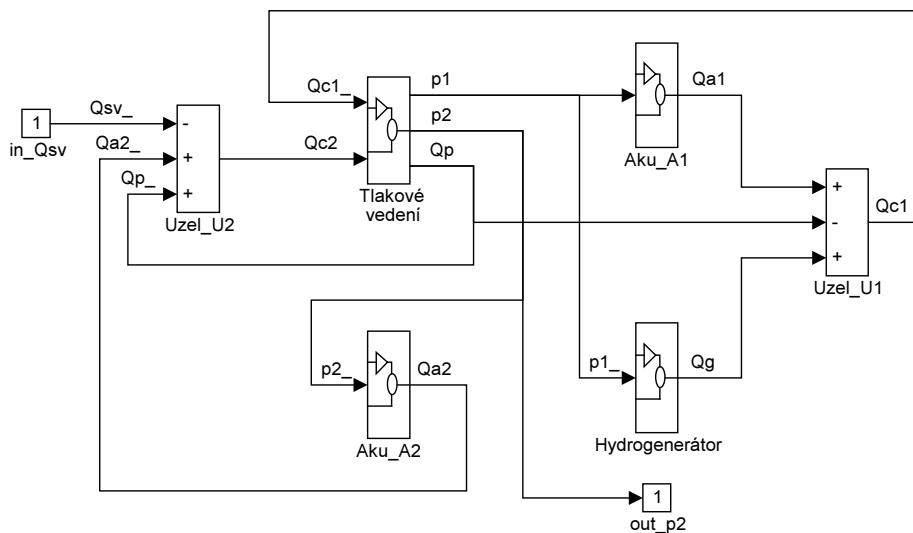 1
in_Qsv
Qsv_
Qa2_
Qp_
-
+
+
Uzel_U2
Qc2
Qc1_
Tlakové
vedení
p1
p2
Qp
Aku_A1
Qa1
+
-
+
Uzel_U1
Qc1
p2_
Aku_A2
Qa2
p1_
Hydrogenerátor
Qg
1
out_p2